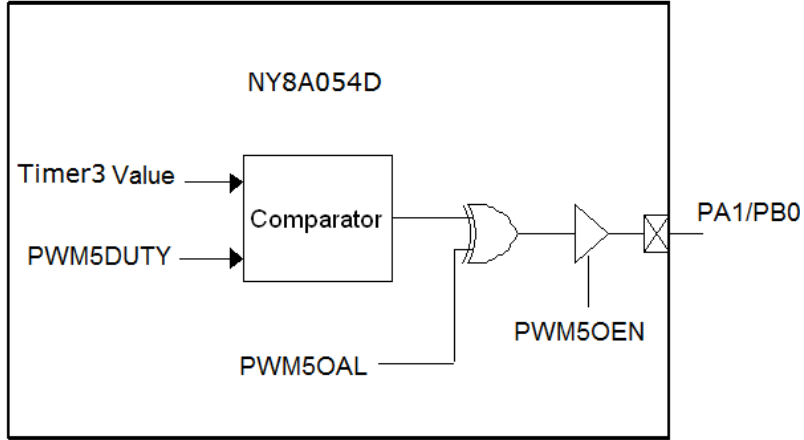 NY8A054D
Timer3 Value
Comparator
PA1/PB0
PWM5DUTY
PWM5OEN
PWM5OAL